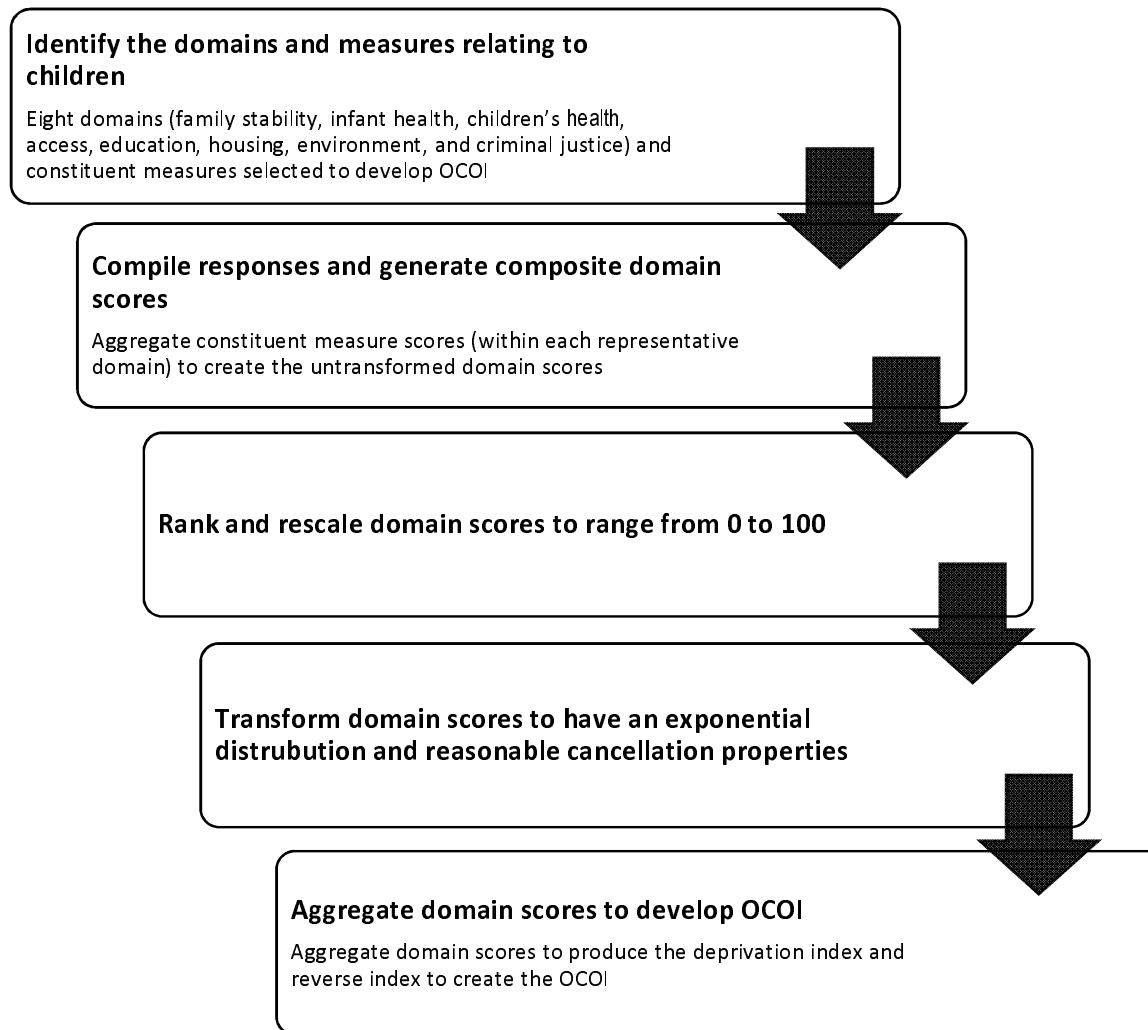 Identify the domains and measures relating to
children
Eight domains (family stability, infant health, children’s health,
access, education, housing, environment, and criminal justice) and
constituent measures selected to develop OCOI
Compile responses and generate composite domain
scores
Aggregate constituent measure scores (within each representative
domain) to create the untransformed domain scores
Rank and rescale domain scores to range from 0 to 100
Transform domain scores to have an exponential
distrubution and reasonable cancellation properties
Aggregate domain scores to develop OCOI
Aggregate domain scores to produce the deprivation index and
reverse index to create the OCOI